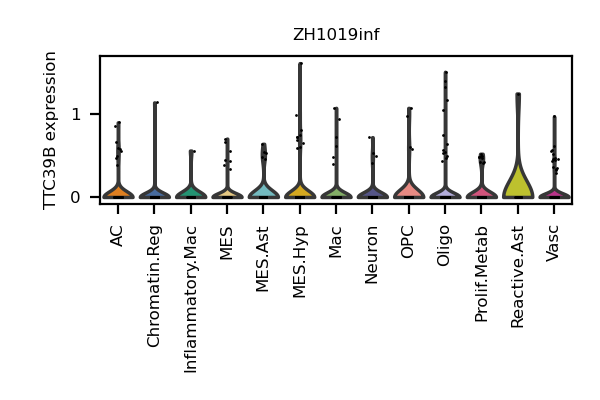 ZH1019inf
TTC39B expression
1
0
AC
Chromatin.Reg
Inflammatory.Mac
MES
MES.Ast
MES.Hyp
Mac
Neuron
OPC
Oligo
Prolif.Metab
Reactive.Ast
Vasc